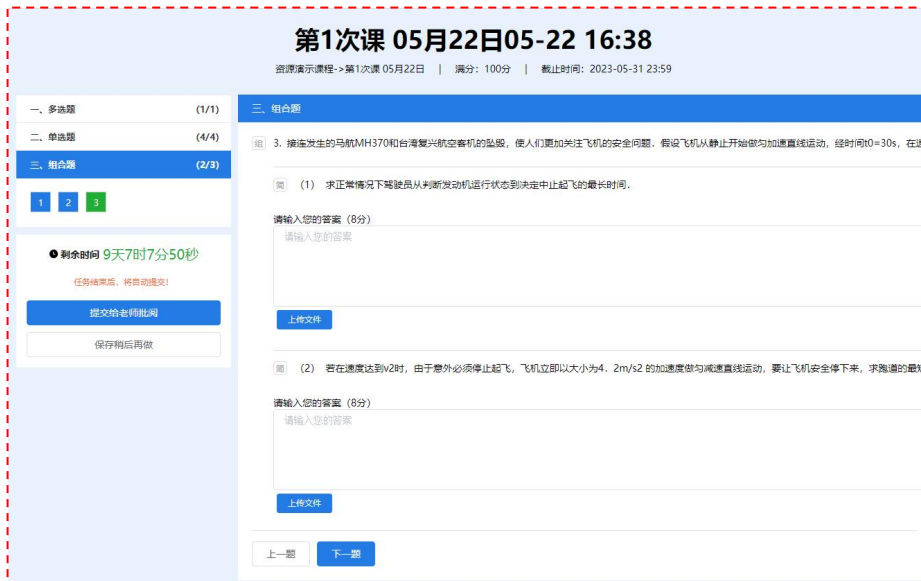 第1次课 05月22日05-22 16:38
资源演示课程->第1次课 05月22日 | 满分：100分 | 截止时间：2023-05-31 23:59
一、多选题 (1/1)
二、单选题 (4/4)
三、组合题 (2/3)
1 2 3
剩余时间 9天7时7分50秒
任务结束后，将自动提交！
提交给老师批阅
保存稍后再做
三、组合题
组 3. 接连发生的马航MH370和台湾复兴航空客机的坠毁，使人们更加关注飞机的安全问题．假设飞机从静止开始做匀加速直线运动，经时间t0=30s，在
简 （1） 求正常情况下驾驶员从判断发动机运行状态到决定中止起飞的最长时间．
请输入您的答案（8分）
请输入您的答案
上传文件
简 （2） 若在速度达到v2时，由于意外必须停止起飞，飞机立即以大小为4．2m/s2 的加速度做匀减速直线运动，要让飞机安全停下来，求跑道的最
请输入您的答案（8分）
请输入您的答案
上传文件
上一题 下一题